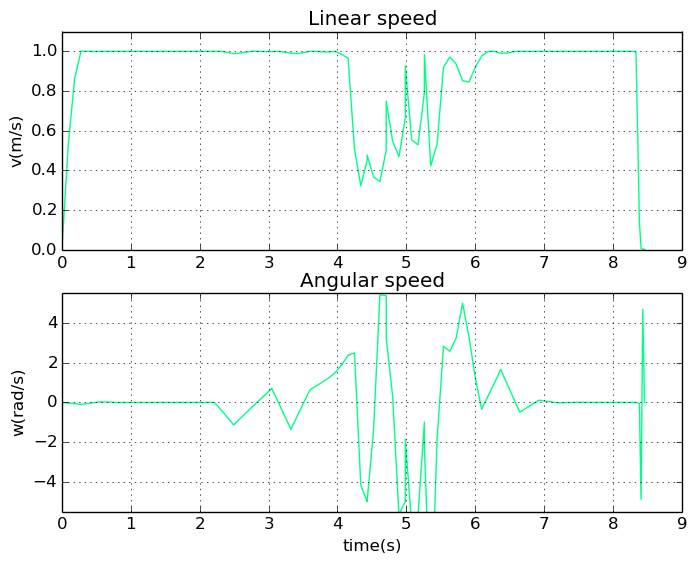 Linear speed
1.0
0.8
0.6
0.4
0.2
0.0
v(m/s)
0 1 2 3 4 5 6 7 8 9
Angular speed
4
2
0
−2
−4
w(rad/s)
0 1 2 3 4 5 6 7 8 9
time(s)